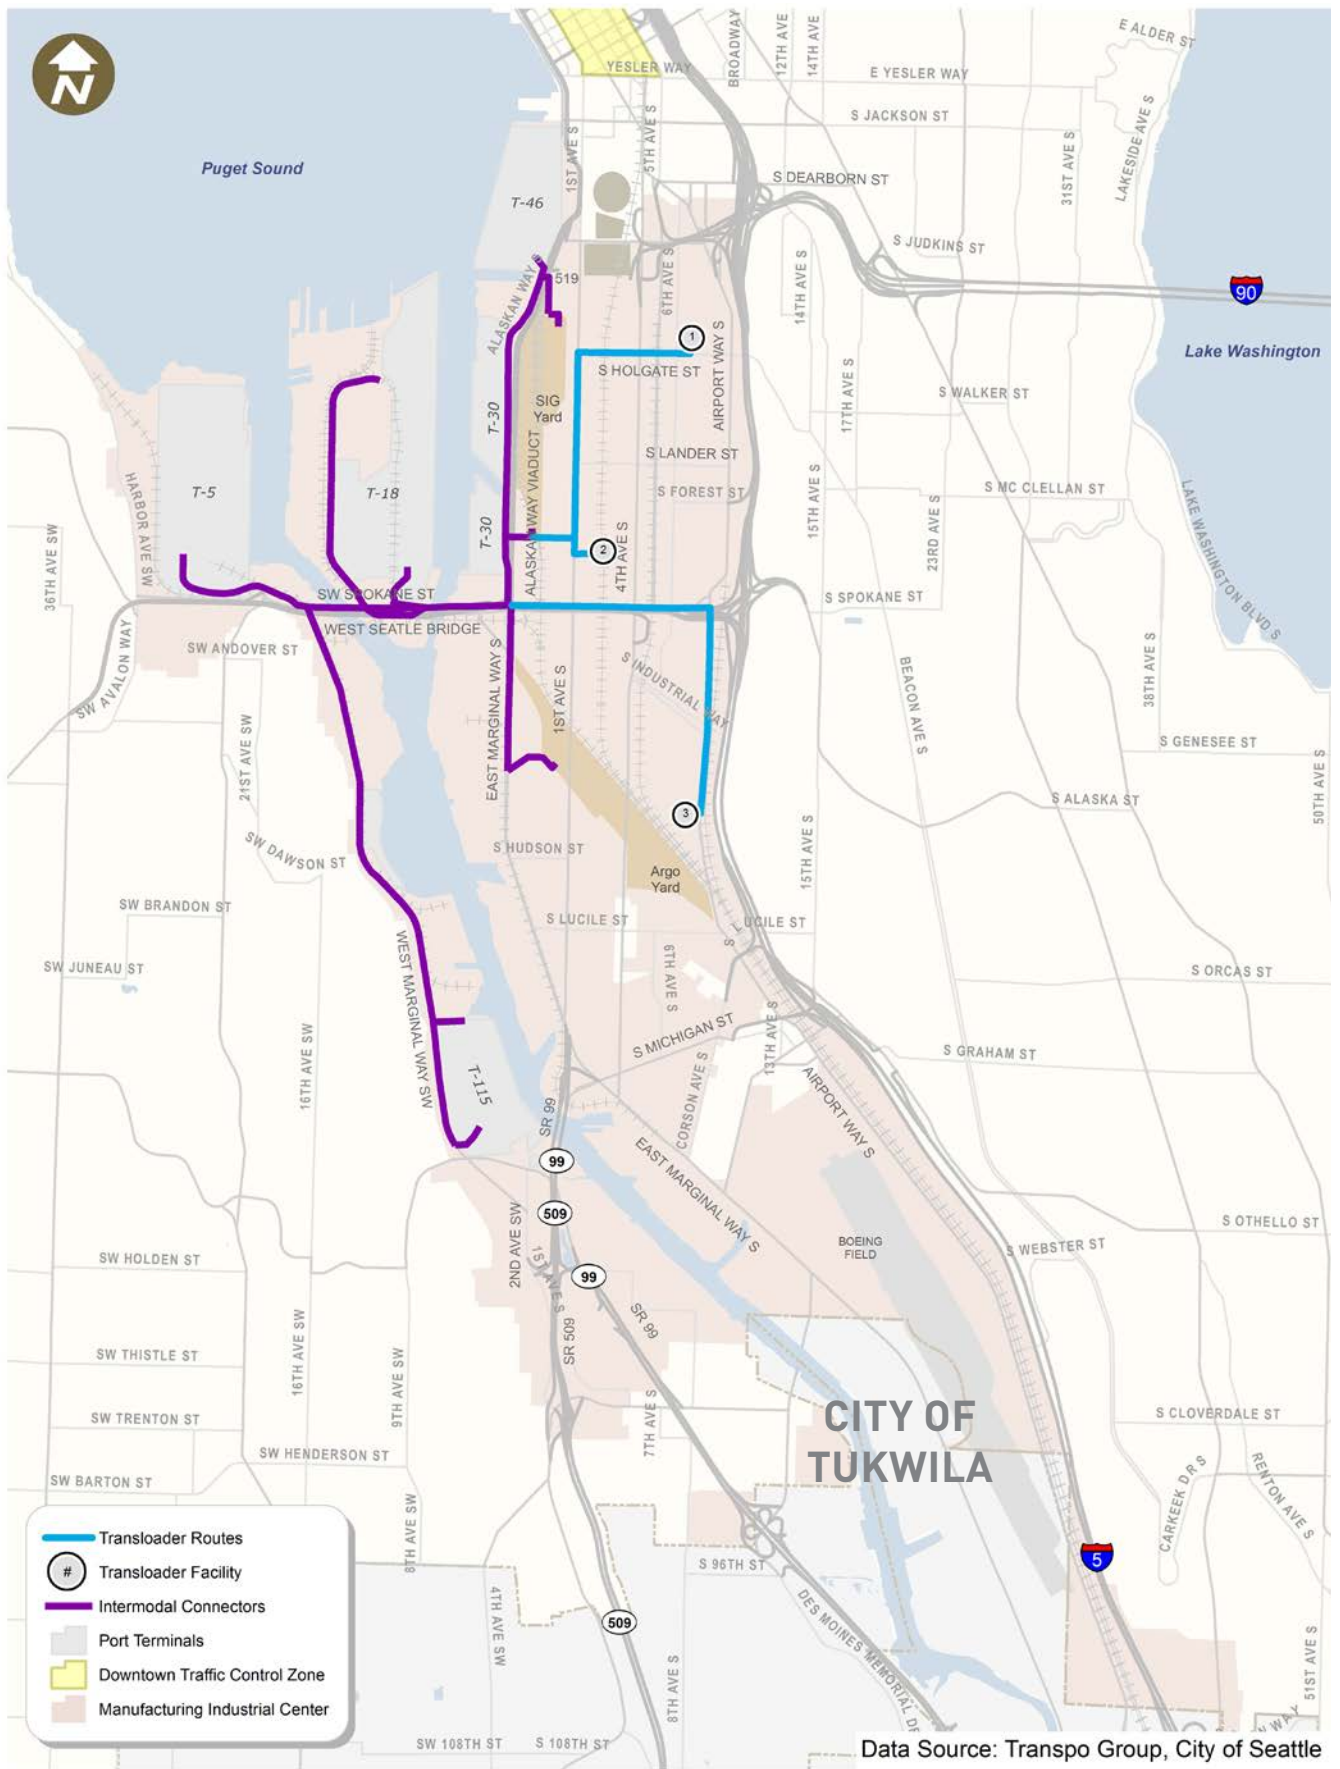 N
E ALDER ST
BROADWAY
12TH AVE
14TH AVE
YESLER WAY
E YESLER WAY
S JACKSON ST
LAKESIDE AVE S
1ST AVE S
5TH AVE S
31ST AVE S
Puget Sound
S DEARBORN ST
T-46
S JUDKINS ST
ALASKAN WAY S
519
6TH AVE S
14TH AVE S
90
Lake Washington
1
AIRPORT WAY S
S HOLGATE ST
17TH AVE S
S WALKER ST
SIG
Yard
T-30
S LANDER ST
HARBOR AVE SW
T-5
T-18
ALASKAN WAY VIADUCT
S FOREST ST
15TH AVE S
S MC CLELLAN ST
LAKE WASHINGTON BLVD S
T-30
2
4TH AVE S
23RD AVE S
36TH AVE SW
SW SPOKANE ST
S SPOKANE ST
WEST SEATLE BRIDGE
SW AVALON WAY
SW ANDOVER ST
EAST MARGINAL WAY S
1ST AVE S
S INDUSTRIAL WAY
BEACON AVE S
38TH AVE S
S GENESEE ST
21ST AVE SW
50TH AVE S
S ALASKA ST
3
SW DAWSON ST
S HUDSON ST
15TH AVE S
Argo
Yard
SW BRANDON ST
S LUCILE ST
S LUCILE ST
WEST MARGINAL WAY SW
SW JUNEAU ST
6TH AVE S
S ORCAS ST
16TH AVE SW
S MICHIGAN ST
13TH AVE S
S GRAHAM ST
T-115
CORSON AVE S
AIRPORT WAY S
SR 99
99
EAST MARGINAL WAY S
509
2ND AVE SW
S OTHELLO ST
BOEING
FIELD
S WEBSTER ST
SW HOLDEN ST
1ST AVE S
99
SR 99
SR 509
16TH AVE SW
SW THISTLE ST
9TH AVE SW
7TH AVE S
CITY OF
TUKWILA
SW TRENTON ST
S CLOVERDALE ST
SW HENDERSON ST
SW BARTON ST
CARKEEK DR S
RENTON AVE S
8TH AVE SW
5
S 96TH ST
4TH AVE SW
509
DES MOINES MEMORIAL DR
8TH AVE S
51ST AVE S
SW 108TH ST
S 108TH ST
Transloader Routes
# Transloader Facility
Intermodal Connectors
Port Terminals
Downtown Traffic Control Zone
Manufacturing Industrial Center
Data Source: Transpo Group, City of Seattle